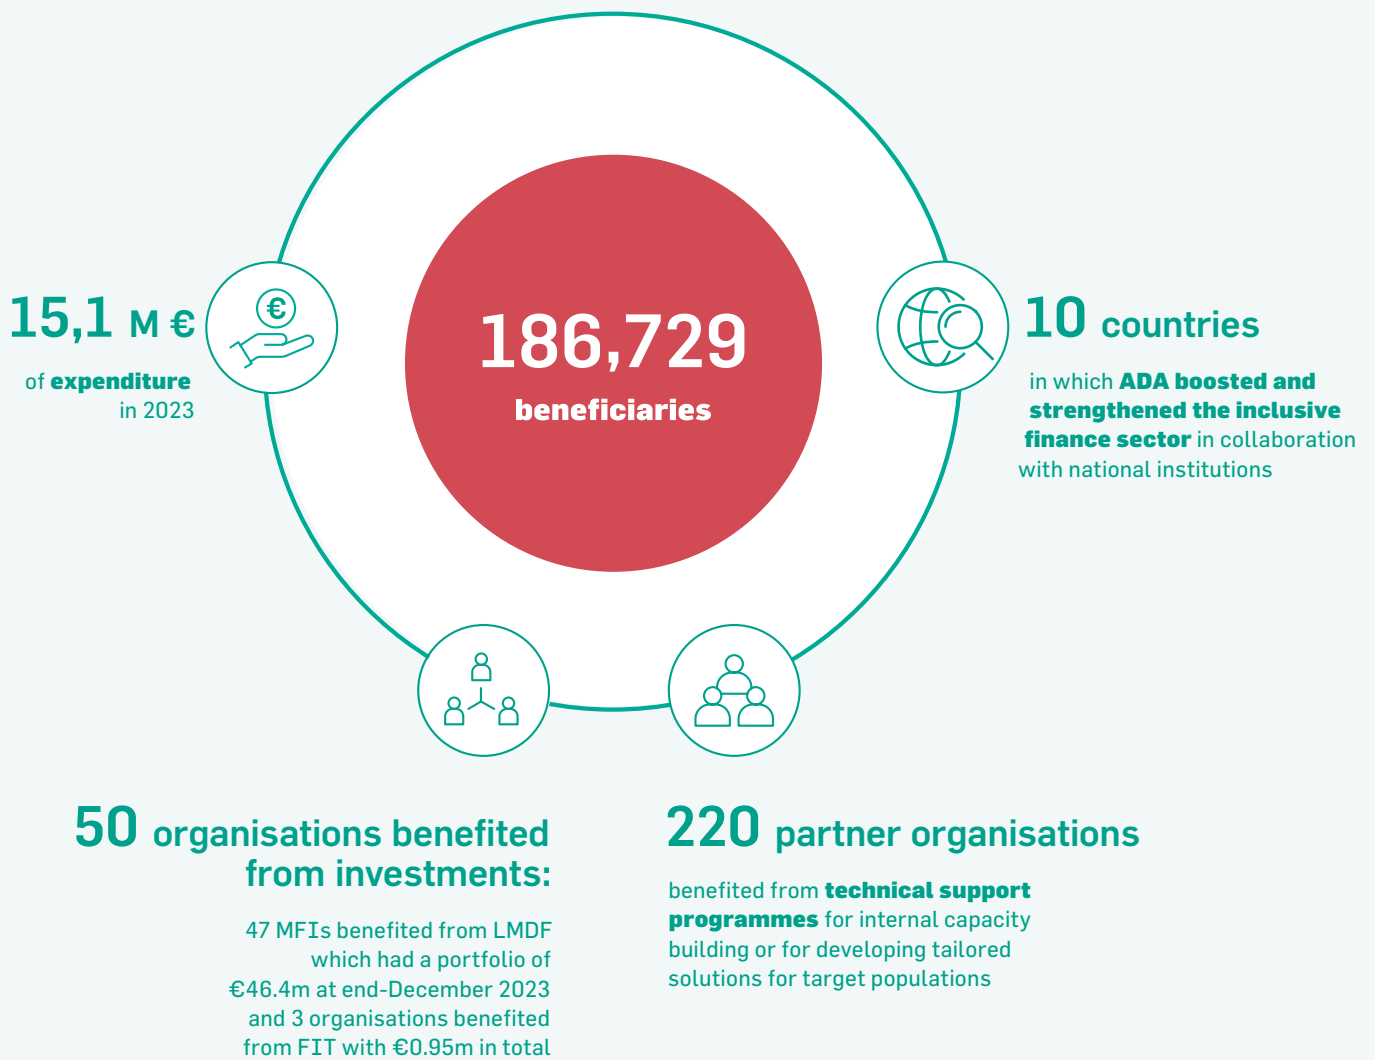 186,729
beneficiaries
15,1 M €
of expenditure
in 2023
€
10 countries
in which ADA boosted and
strengthened the inclusive
finance sector in collaboration
with national institutions
50 organisations benefited
from investments:
47 MFIs benefited from LMDF
which had a portfolio of
€46.4m at end-December 2023
and 3 organisations benefited
from FIT with €0.95m in total
220 partner organisations
benefited from technical support
programmes for internal capacity
building or for developing tailored
solutions for target populations